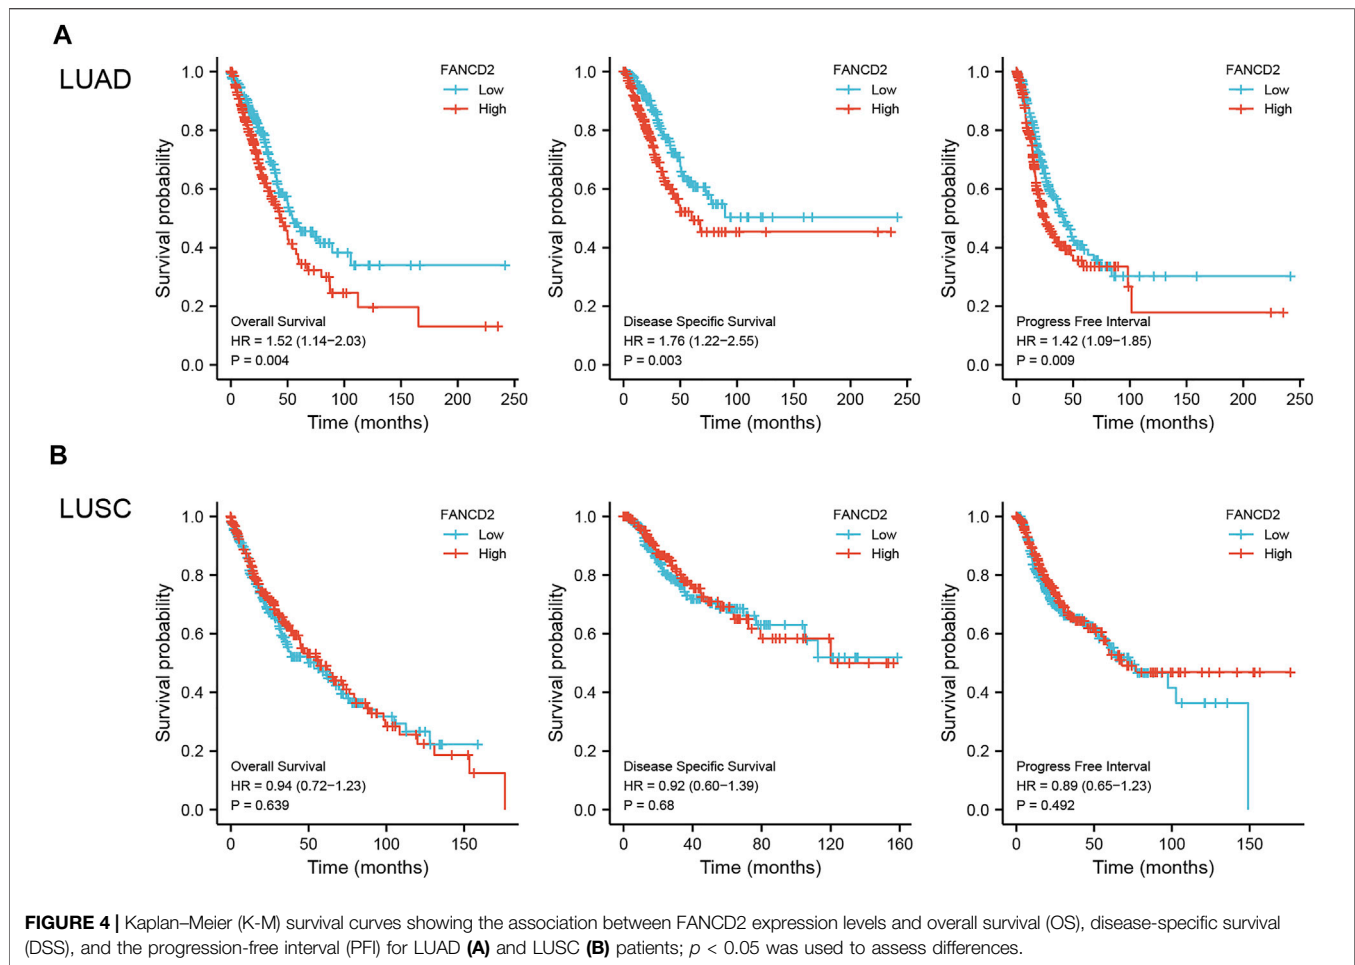 A
LUAD
FANCD2
Low
High
Survival probability
1.0
0.8
0.6
0.4
0.2
0.0
Overall Survival
HR = 1.52 (1.14−2.03)
P = 0.004
0 50 100 150 200 250
Time (months)
FANCD2
Low
High
Survival probability
1.0
0.8
0.6
0.4
0.2
0.0
Disease Specific Survival
HR = 1.76 (1.22−2.55)
P = 0.003
0 50 100 150 200 250
Time (months)
FANCD2
Low
High
Survival probability
1.0
0.8
0.6
0.4
0.2
0.0
Progress Free Interval
HR = 1.42 (1.09−1.85)
P = 0.009
0 50 100 150 200 250
Time (months)
B
LUSC
FANCD2
Low
High
Survival probability
1.0
0.8
0.6
0.4
0.2
0.0
Overall Survival
HR = 0.94 (0.72−1.23)
P = 0.639
0 50 100 150
Time (months)
FANCD2
Low
High
Survival probability
1.0
0.8
0.6
0.4
0.2
0.0
Disease Specific Survival
HR = 0.92 (0.60−1.39)
P = 0.68
0 40 80 120 160
Time (months)
FANCD2
Low
High
Survival probability
1.0
0.8
0.6
0.4
0.2
0.0
Progress Free Interval
HR = 0.89 (0.65−1.23)
P = 0.492
0 50 100 150
Time (months)
FIGURE 4 | Kaplan–Meier (K-M) survival curves showing the association between FANCD2 expression levels and overall survival (OS), disease-specific survival
(DSS), and the progression-free interval (PFI) for LUAD (A) and LUSC (B) patients; p < 0.05 was used to assess differences.